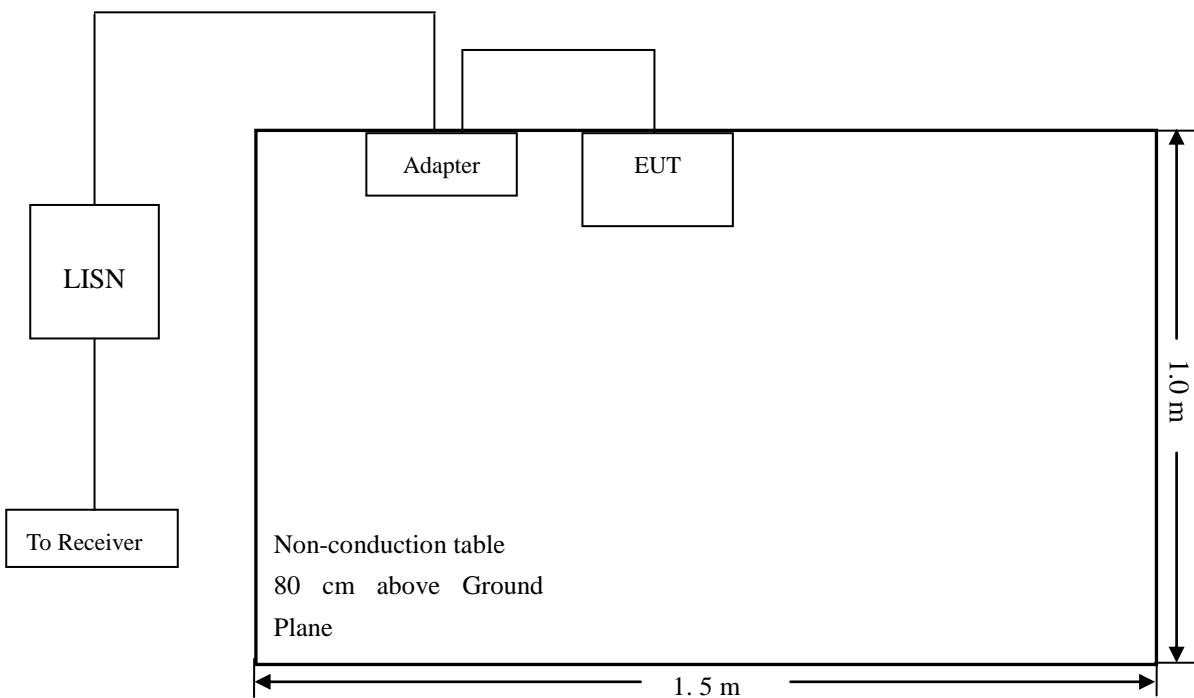 Adapter
EUT
LISN
1.0 m
To Receiver
Non-conduction table
80 cm above Ground
Plane
1. 5 m